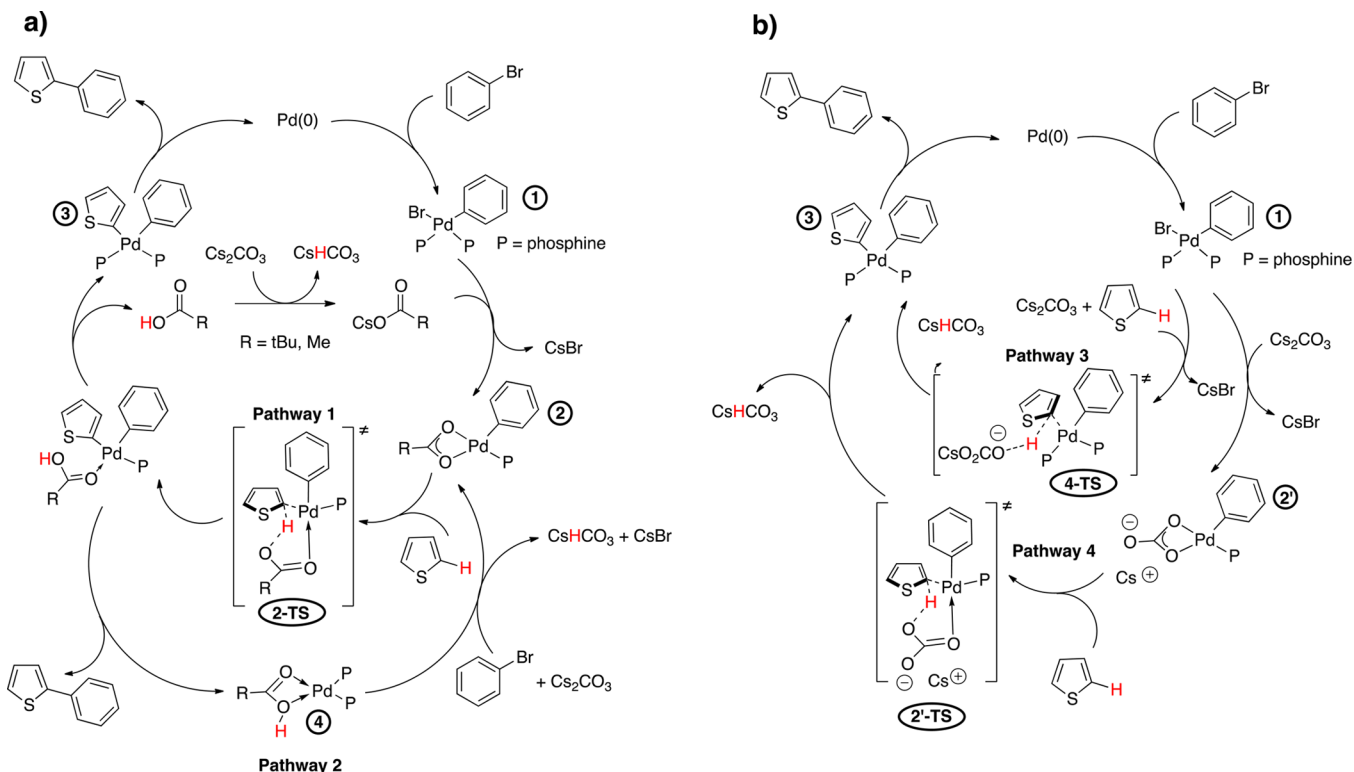 a)
S
Br
Pd(0)
3
S
Pd
P
P
Br
Pd
P
P
1
P = phosphine
Cs2CO3
CsHCO3
O
HO
R
O
CsO
R
R = tBu, Me
CsBr
Pathway 1
≠
2
S
Pd
P
HO
O
R
S
Pd
P
H
O
O
R
2-TS
R
O
O
Pd
P
S
H
CsHCO3 + CsBr
S
R
O
O
H
Pd
P
P
4
Br
+ Cs2CO3
Pathway 2
b)
S
Br
Pd(0)
3
S
Pd
P
P
Br
Pd
P
P
1
P = phosphine
Cs2CO3 +
S
H
CsHCO3
Cs2CO3
Pathway 3
≠
CsBr
CsBr
CsHCO3
S
Pd
P
P
H
CsO2CO
−
4-TS
2'
−
O
O
O
Pd
P
Cs +
Pathway 4
≠
S
Pd
P
H
O
O
O
−
Cs+
S
H
2'-TS